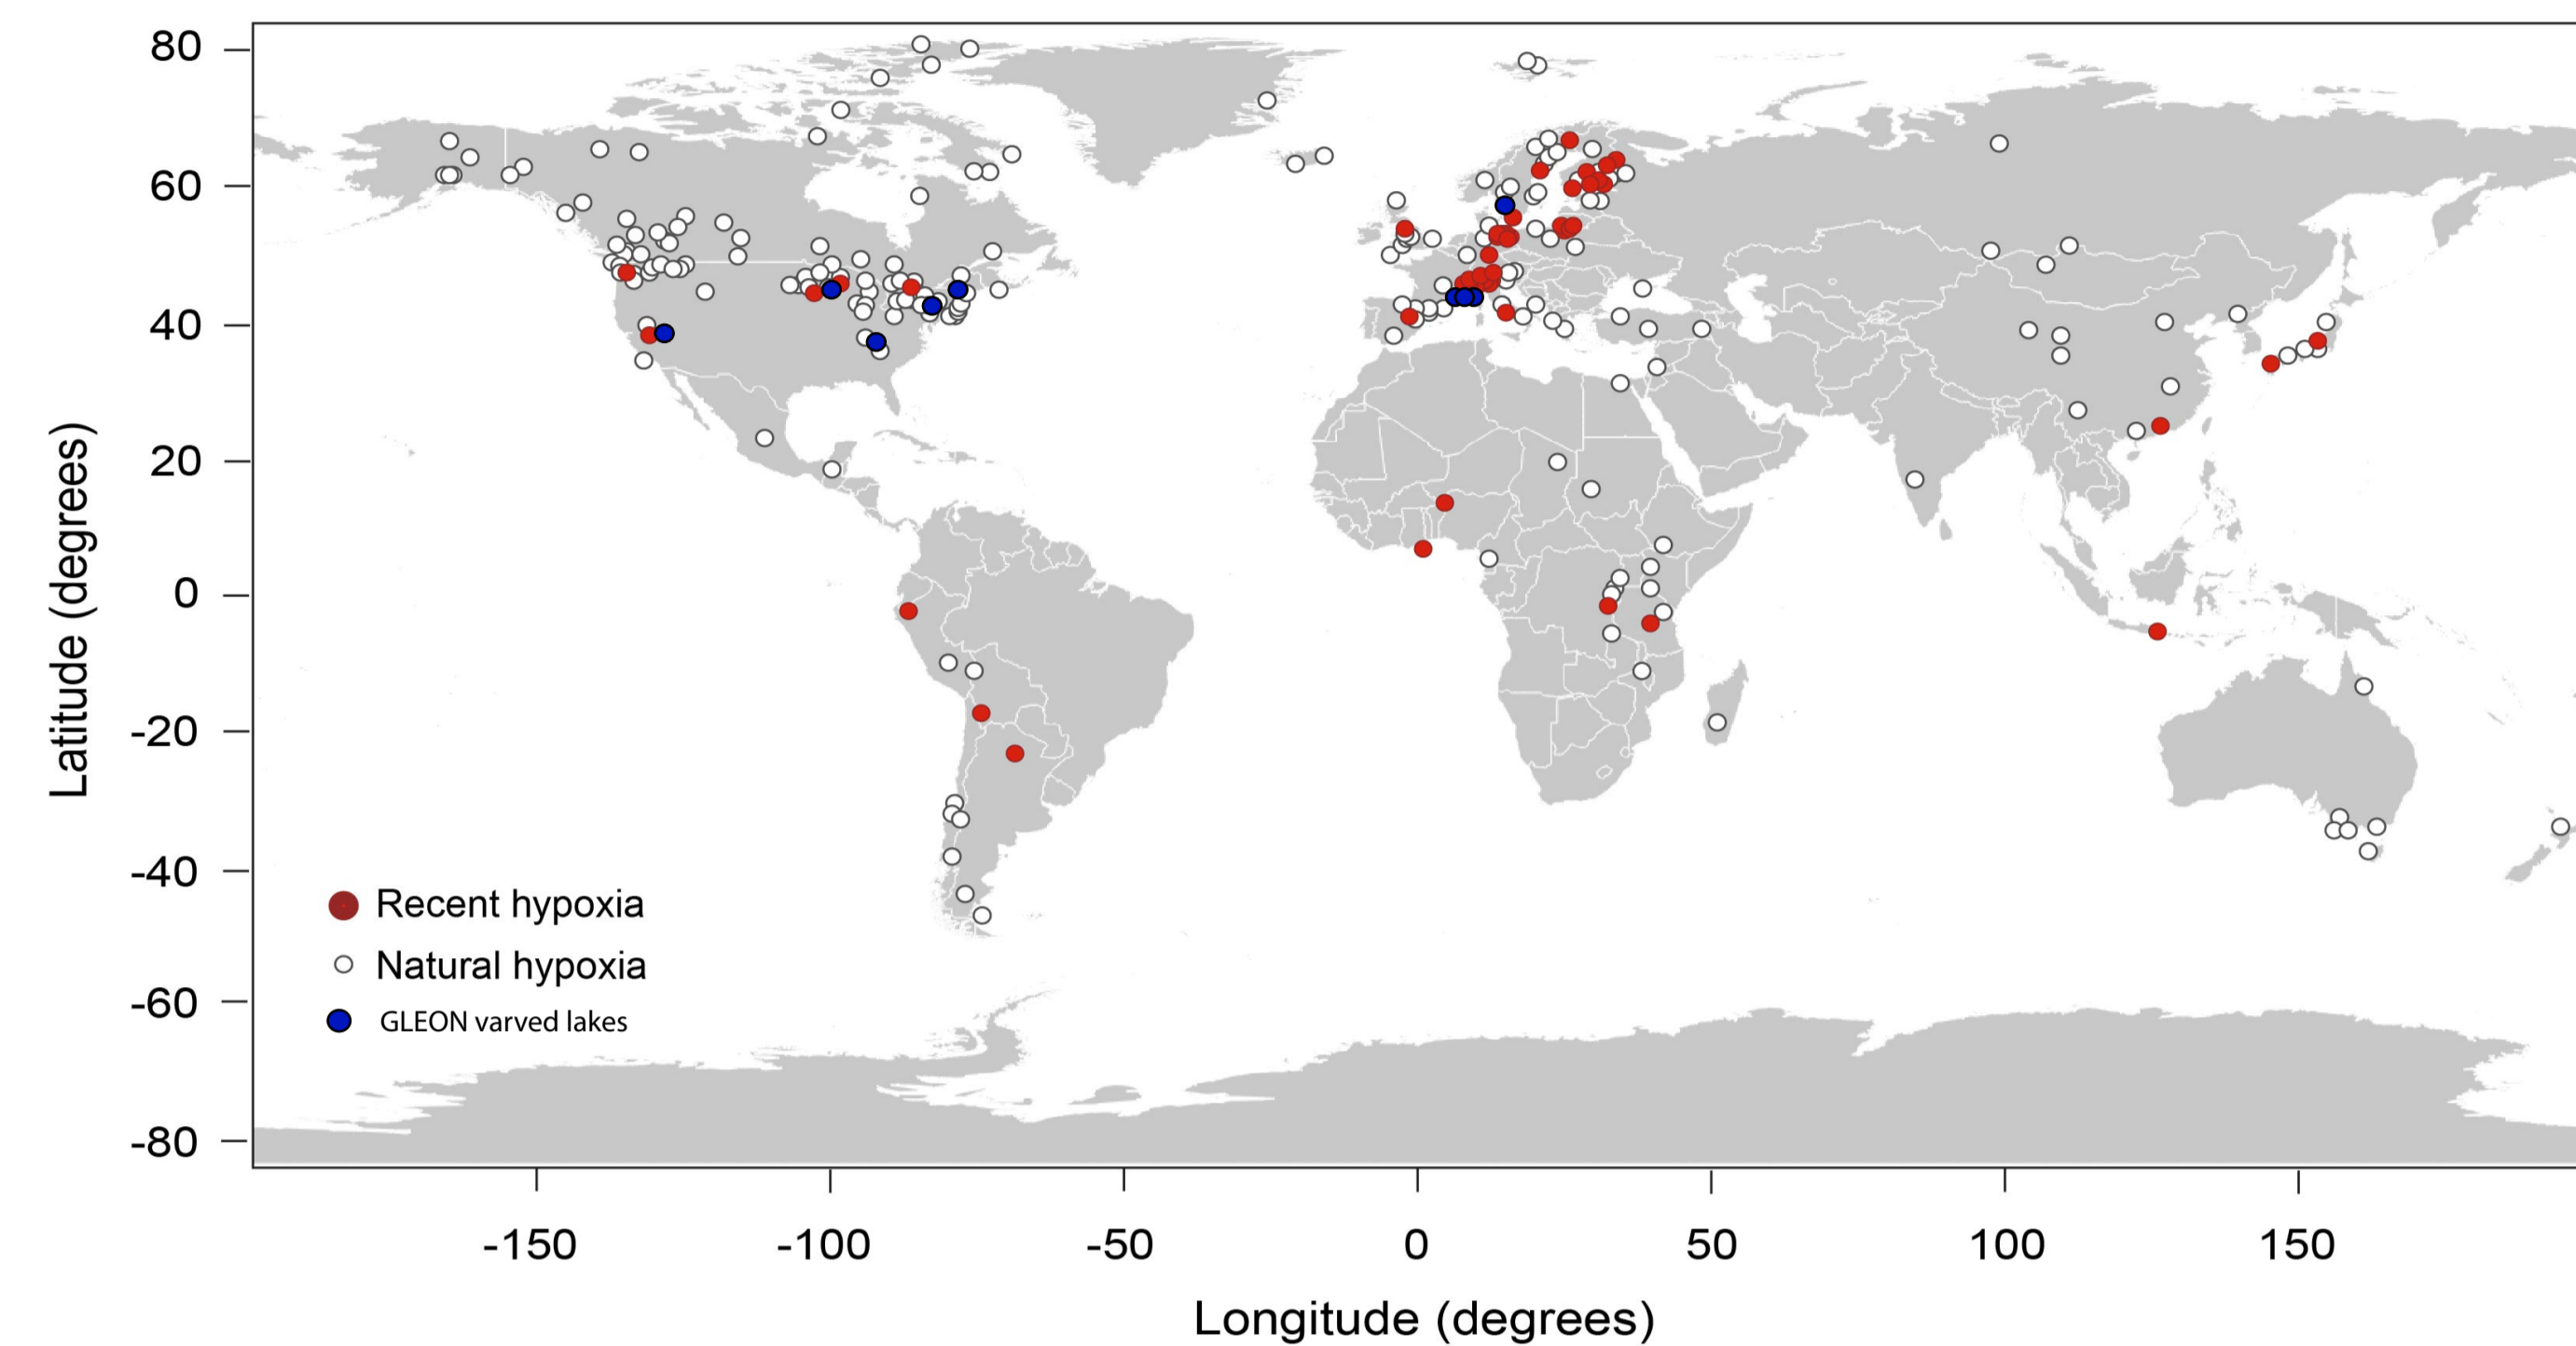 80
60
40
20
0
-20
-40
-60
-80
Latitude (degrees)
Recent hypoxia
Natural hypoxia
GLEON varved lakes
-150 -100 -50 0 50 100 150
Longitude (degrees)